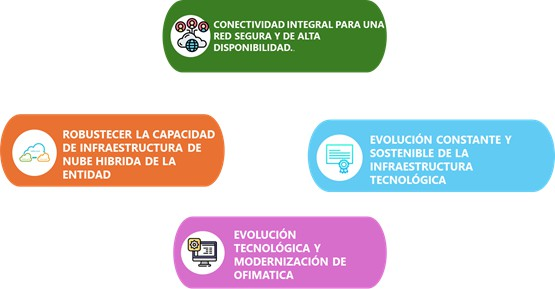 CONECTIVIDAD INTEGRAL PARA UNA
RED SEGURA Y DE ALTA
DISPONIBILIDAD.
ROBUSTECER LA CAPACIDAD
DE INFRAESTRUCTURA DE
NUBE HIBRIDA DE LA
ENTIDAD
EVOLUCIÓN CONSTANTE Y
SOSTENIBLE DE LA
INFRAESTRUCTURA
TECNOLÓGICA
EVOLUCIÓN
TECNOLÓGICA Y
MODERNIZACIÓN DE
OFIMATICA